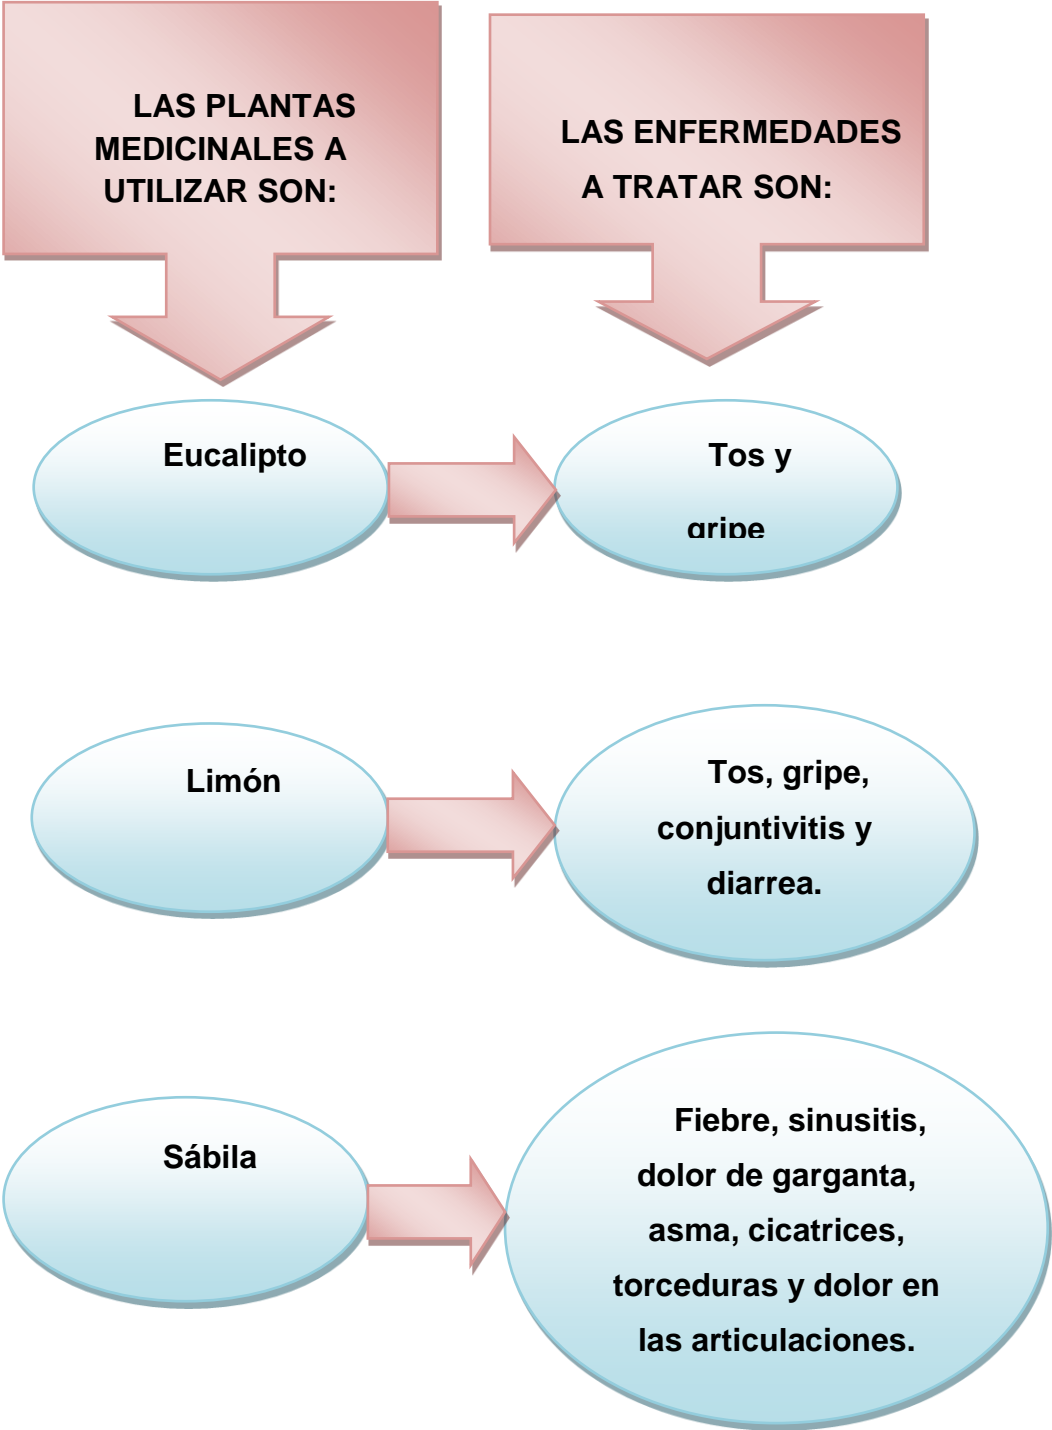 LAS PLANTAS
MEDICINALES A
UTILIZAR SON:
LAS ENFERMEDADES
A TRATAR SON:
Eucalipto
Tos y
gripe
Limón
Tos, gripe,
conjuntivitis y
diarrea.
Sábila
Fiebre, sinusitis,
dolor de garganta,
asma, cicatrices,
torceduras y dolor en
las articulaciones.